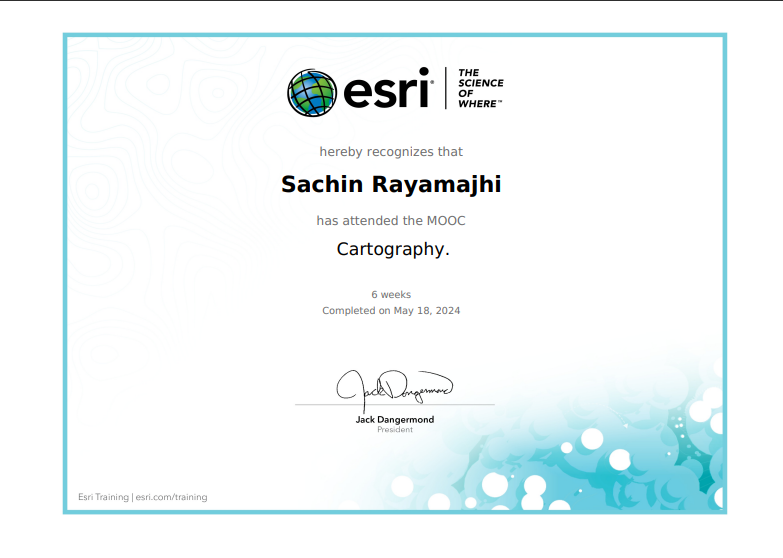 esri
THE
SCIENCE
OF
WHERE™
hereby recognizes that
Sachin Rayamajhi
has attended the MOOC
Cartography.
6 weeks
Completed on May 18, 2024
Jack Dangermond
Jack Dangermond
President
Esri Training | esri.com/training